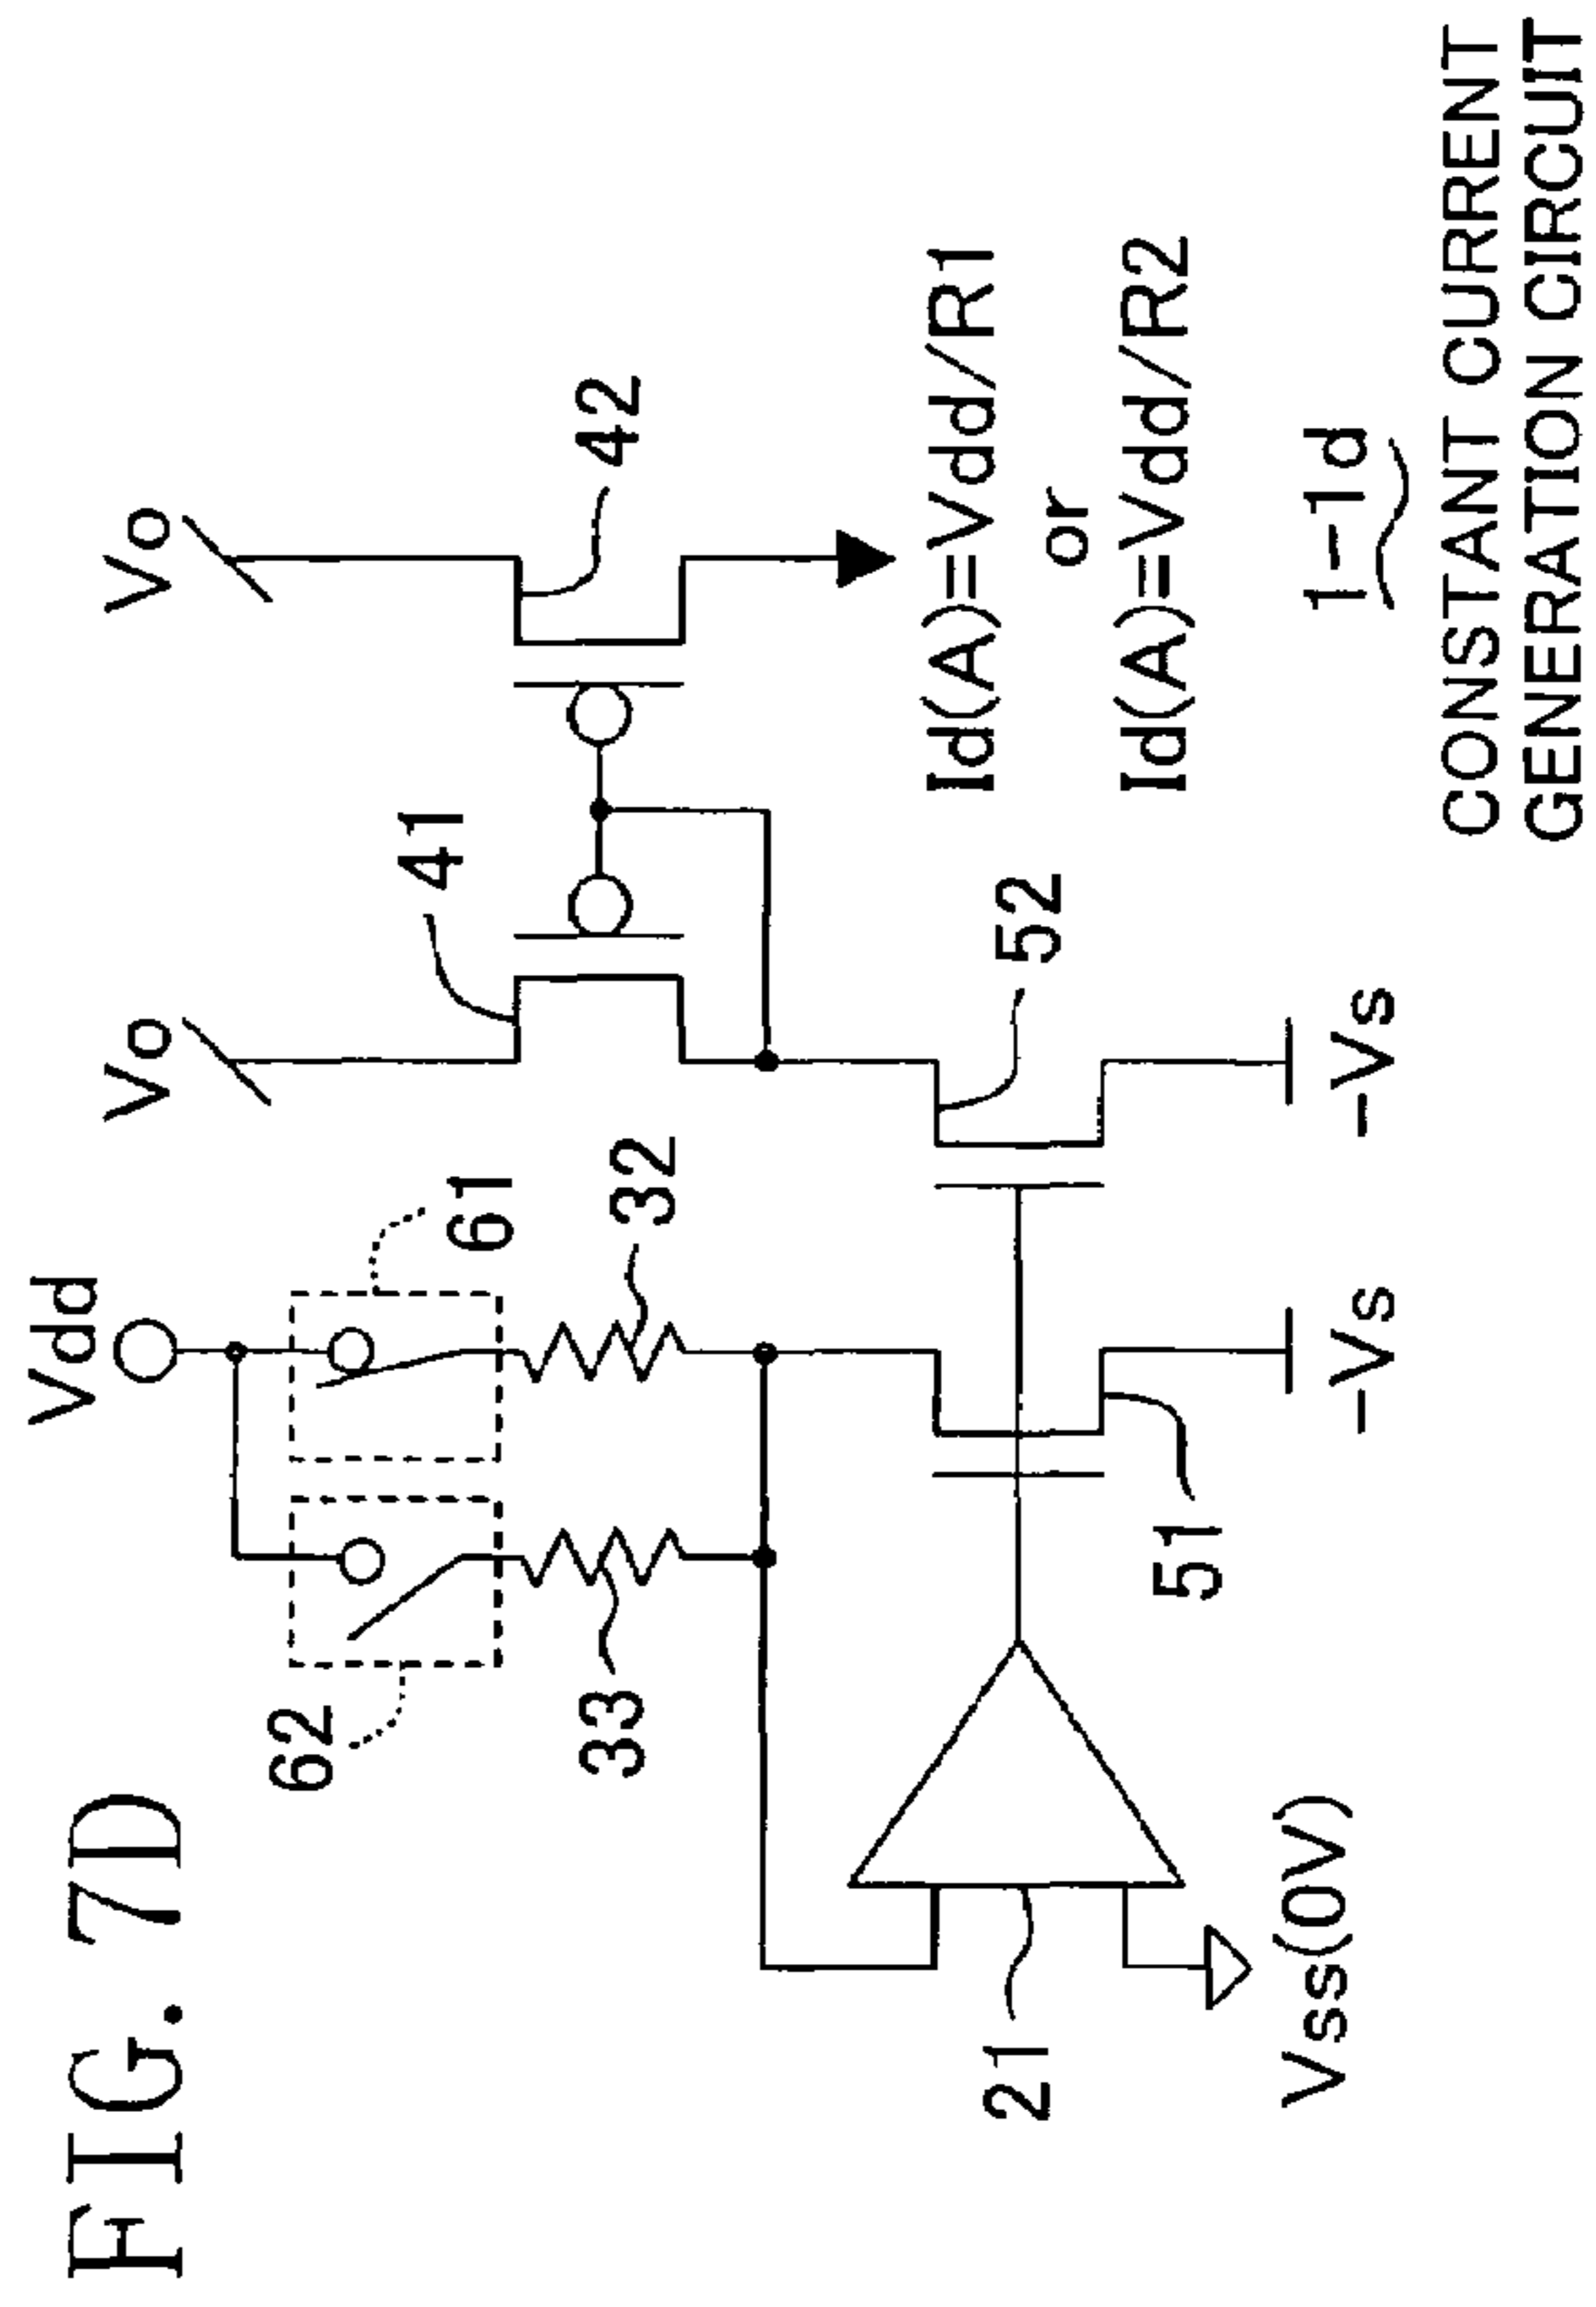 FIG. 7D
Vdd
Vo
Vo
62
61
41
42
33
32
21
51
52
Vss(0V)
-Vs
-Vs
Id(A)=Vdd/R1
or
Id(A)=Vdd/R2
1-1d
CONSTANT CURRENT
GENERATION CIRCUIT